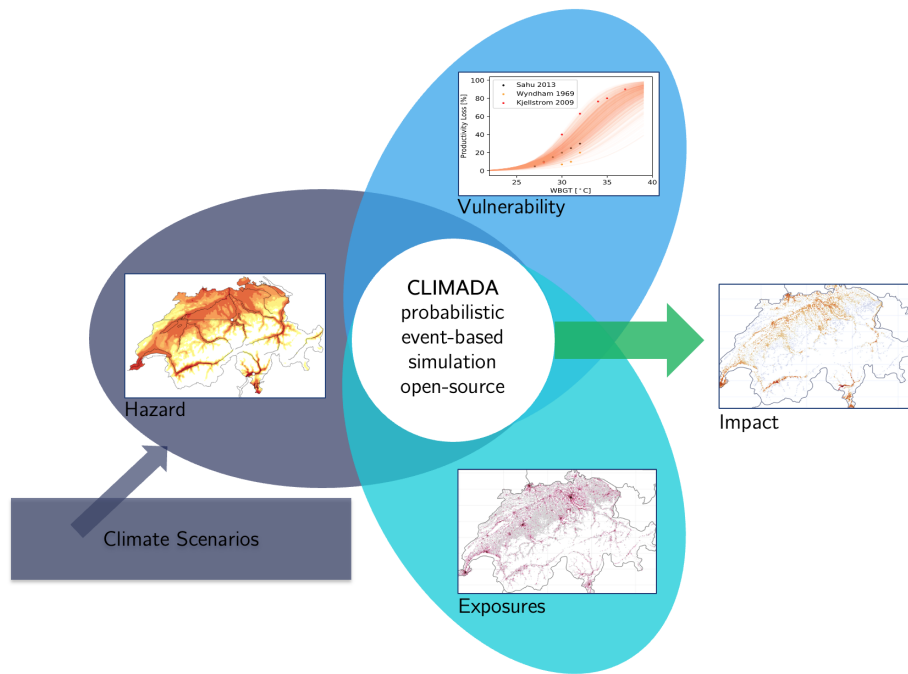 100
80
60
40
20
0
Productivity Loss [%]
Sahu 2013
Wyndham 1969
Kjellstrom 2009
25
30
35
40
WBGT [°C]
Vulnerability
CLIMADA
probabilistic
event-based
simulation
open-source
Hazard
Impact
Climate Scenarios
Exposures